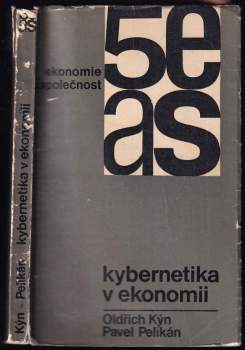 5e
as
ekonomie
společnost
kybernetika
v ekonomii
Oldřich Kýn
Pavel Pelikán
Kýn - Pelikán kybernetika v ekonomii